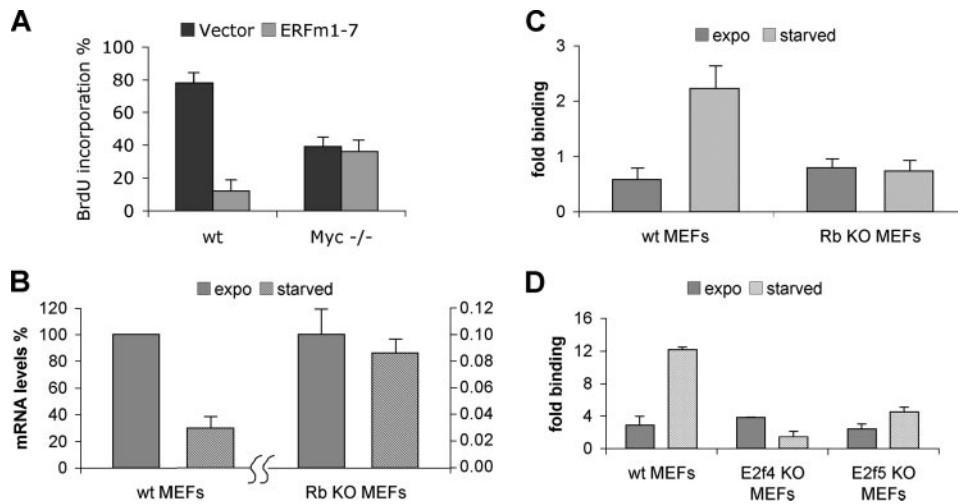 A
Vector ERFm1-7
BrdU incorporation %
100
80
60
40
20
0
wt Myc -/-
B
expo starved
mRNA levels %
120
100
80
60
40
20
0
0.12
0.10
0.08
0.06
0.04
0.02
0.00
wt MEFs Rb KO MEFs
C
expo starved
fold binding
3
2
1
0
wt MEFs Rb KO MEFs
D
expo starved
fold binding
16
12
8
4
0
wt MEFs E2f4 KO E2f5 KO
MEFs MEFs